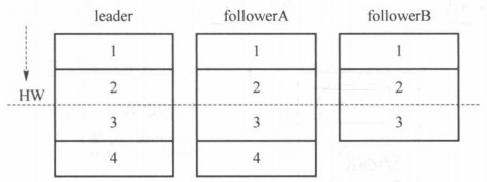 leader followerA followerB
1 1 1
2 2 2
HW
3 3 3
4 4